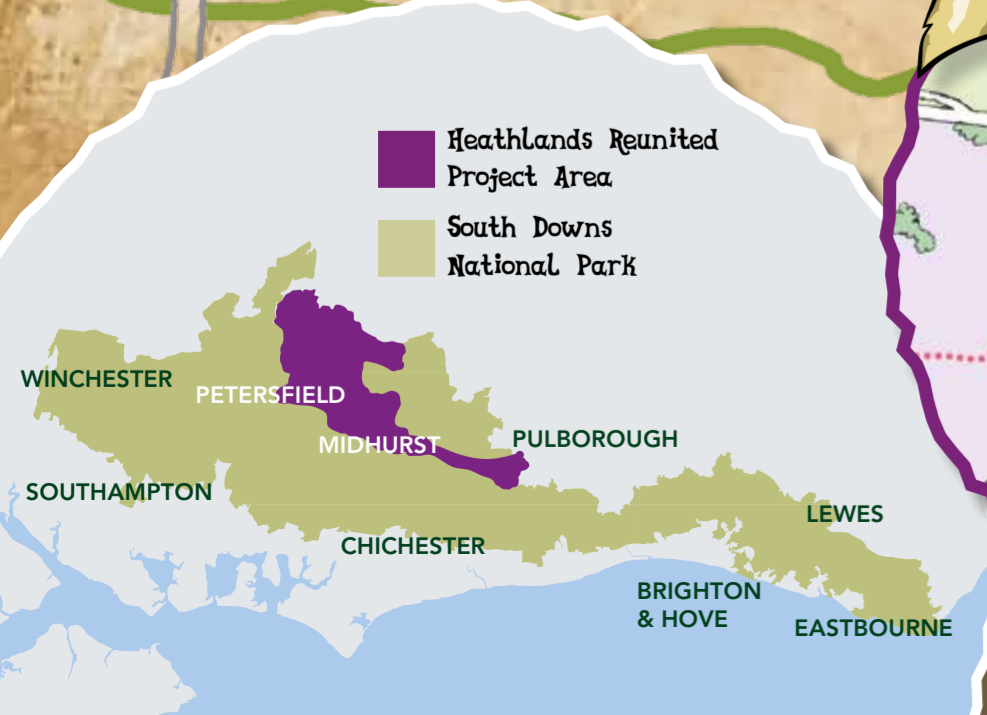 Heathlands Reunited
Project Area
South Downs
National Park
WINCHESTER
PETERSFIELD
MIDHURST
PULBOROUGH
SOUTHAMPTON
LEWES
CHICHESTER
BRIGHTON
& HOVE
EASTBOURNE